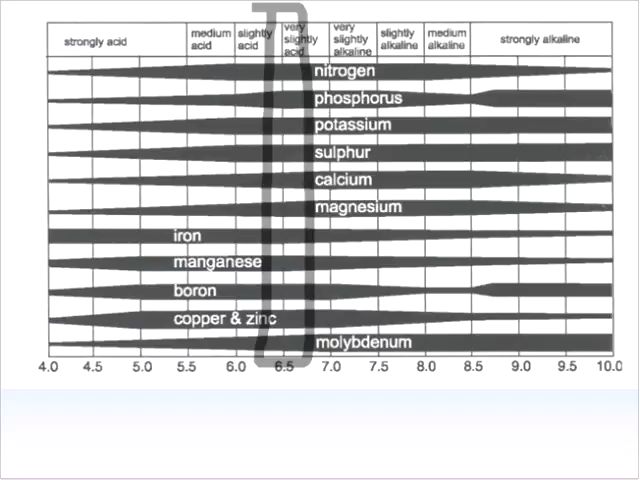 strongly acid
medium
acid
slightly
acid
very
slightly
acid
very
slightly
alkaline
slightly
alkaline
medium
alkaline
strongly alkaline
nitrogen
phosphorus
potassium
sulphur
calcium
magnesium
iron
manganese
boron
copper & zinc
molybdenum
4.0 4.5 5.0 5.5 6.0 6.5 7.0 7.5 8.0 8.5 9.0 9.5 10.0